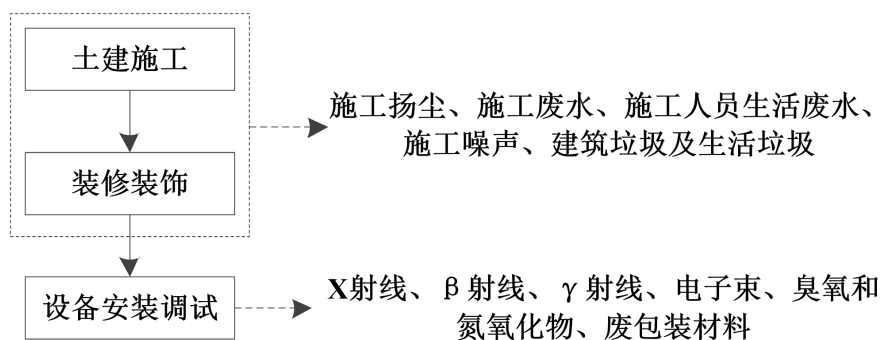 土建施工
施工扬尘、施工废水、施工人员生活废水、
施工噪声、建筑垃圾及生活垃圾
装修装饰
设备安装调试
X射线、β射线、γ射线、电子束、臭氧和
氮氧化物、废包装材料